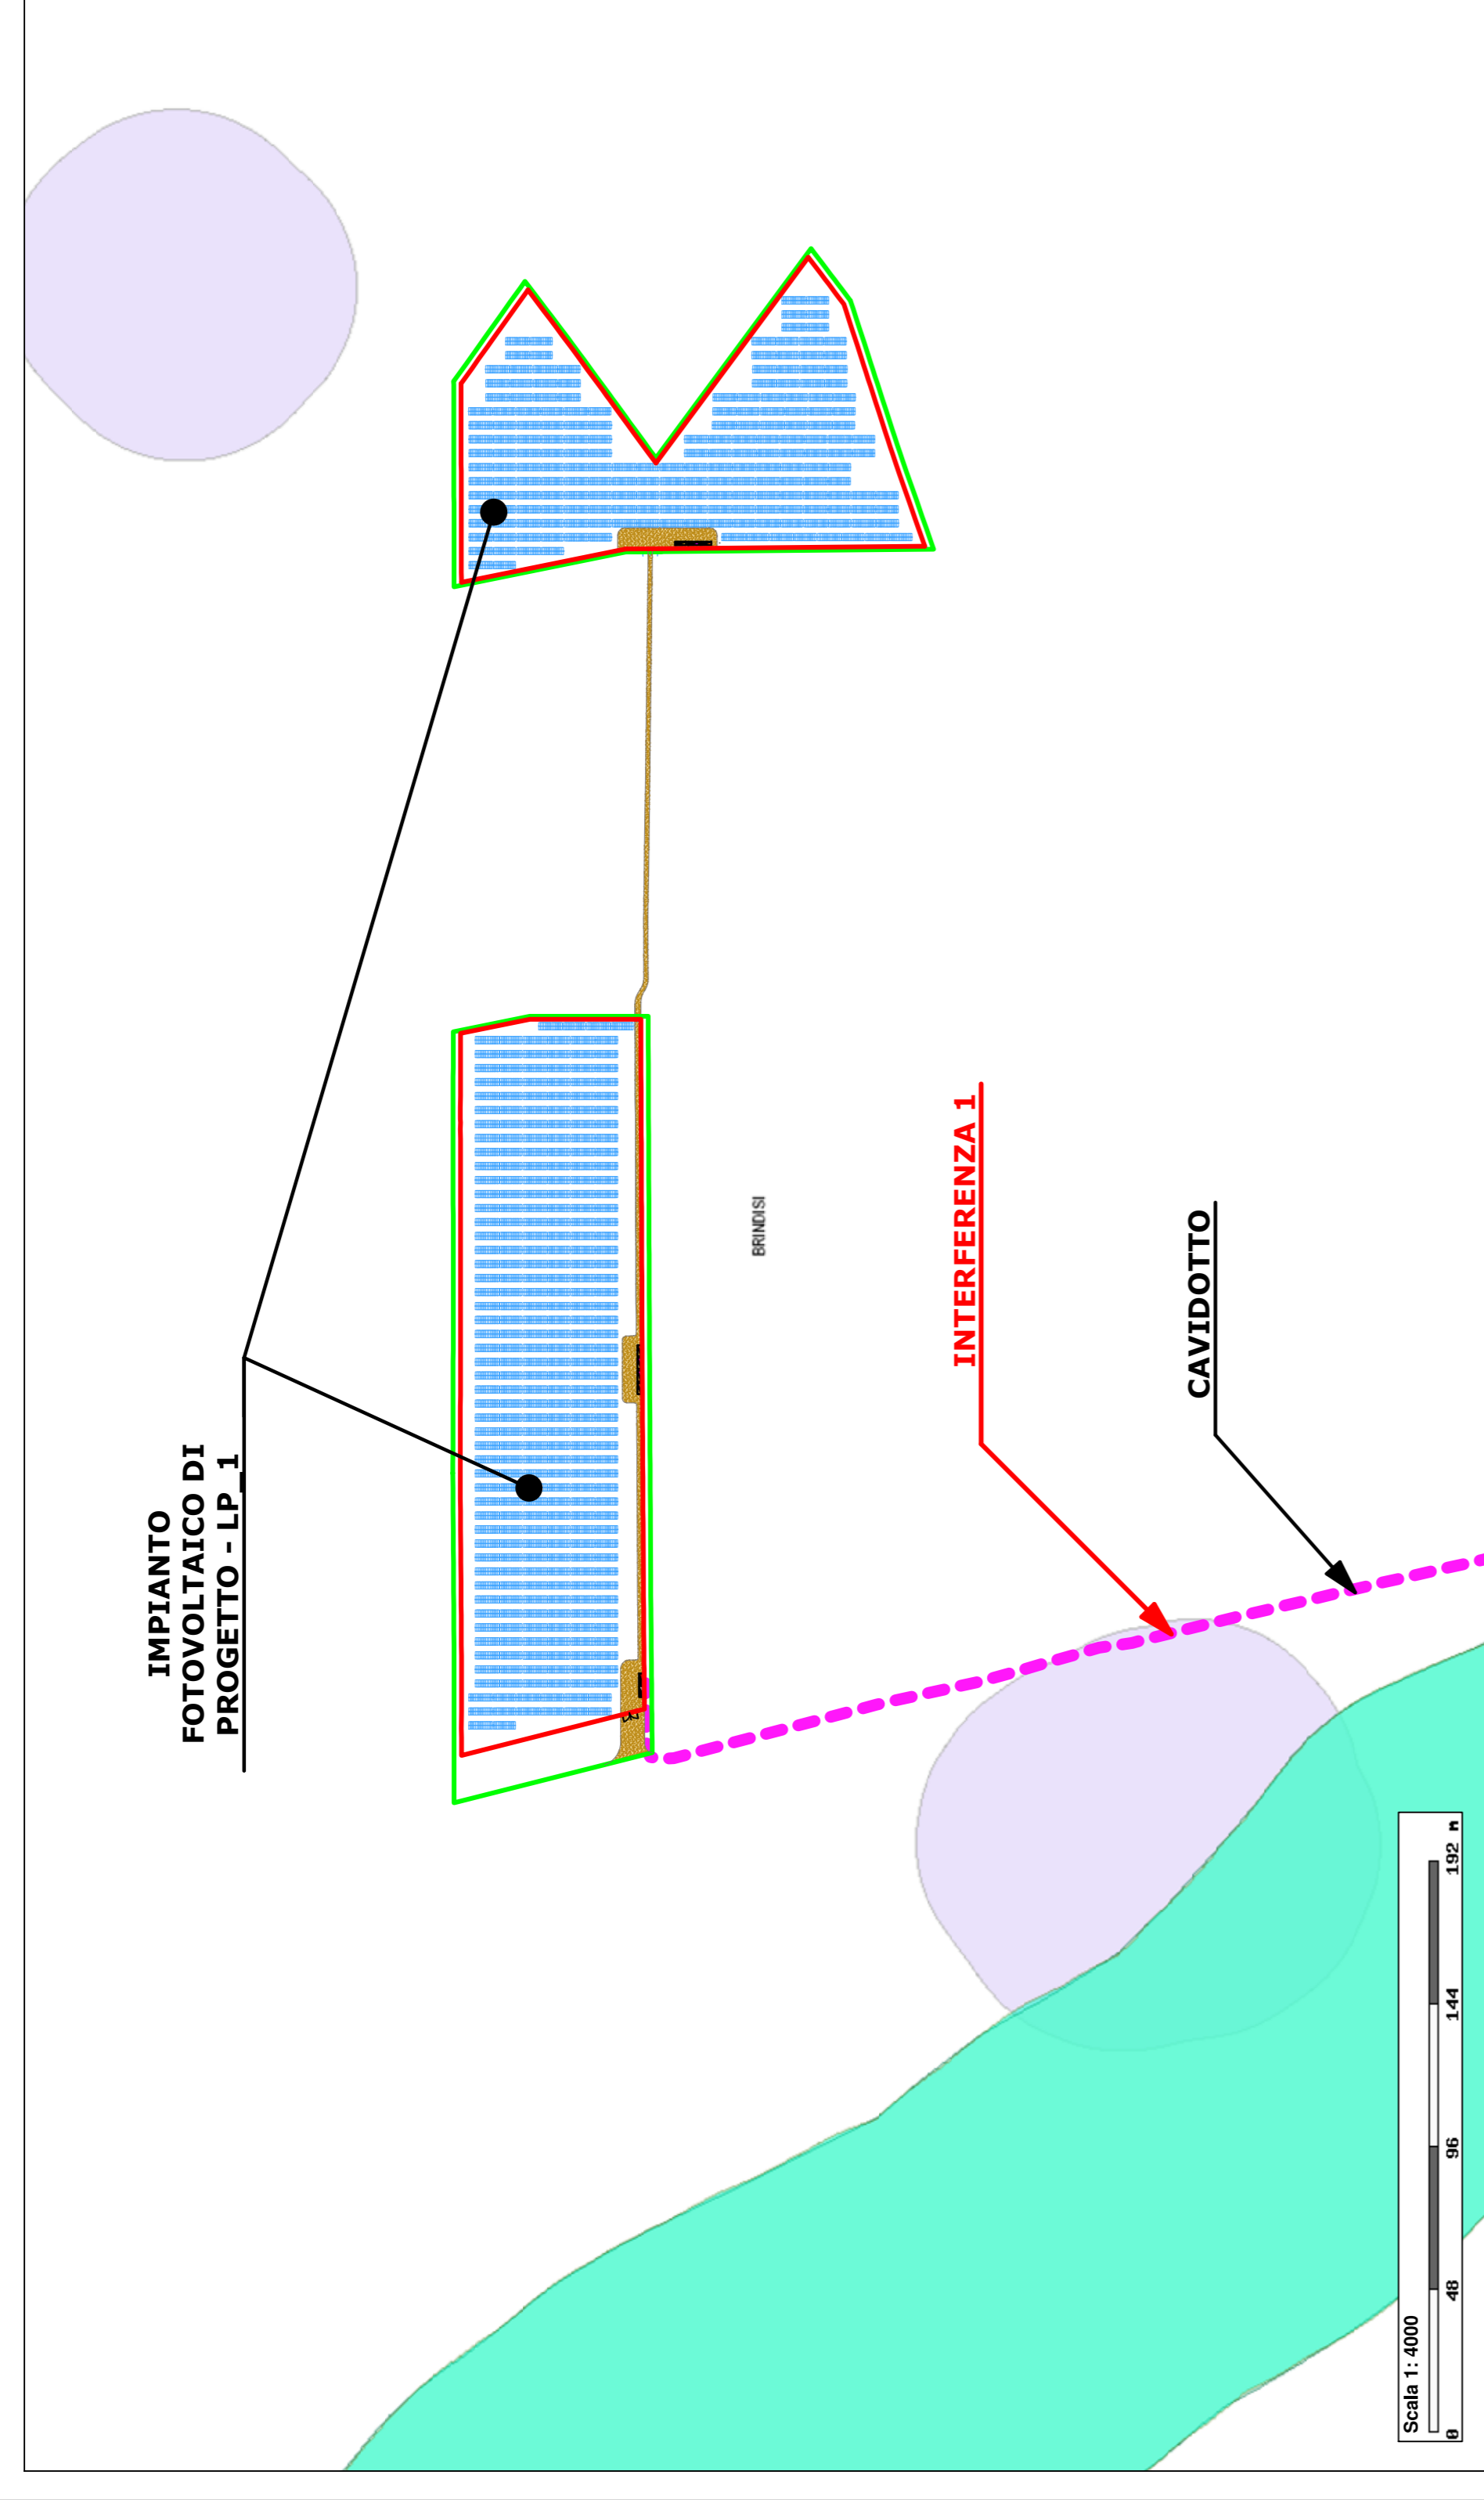 IMPIANTO
FOTOVOLTAICO DI
PROGETTO - LP_1
BRINDISI
INTERFERENZA 1
CAVIDOTTO
Scala 1: 4000
0 48 96 144 192 m